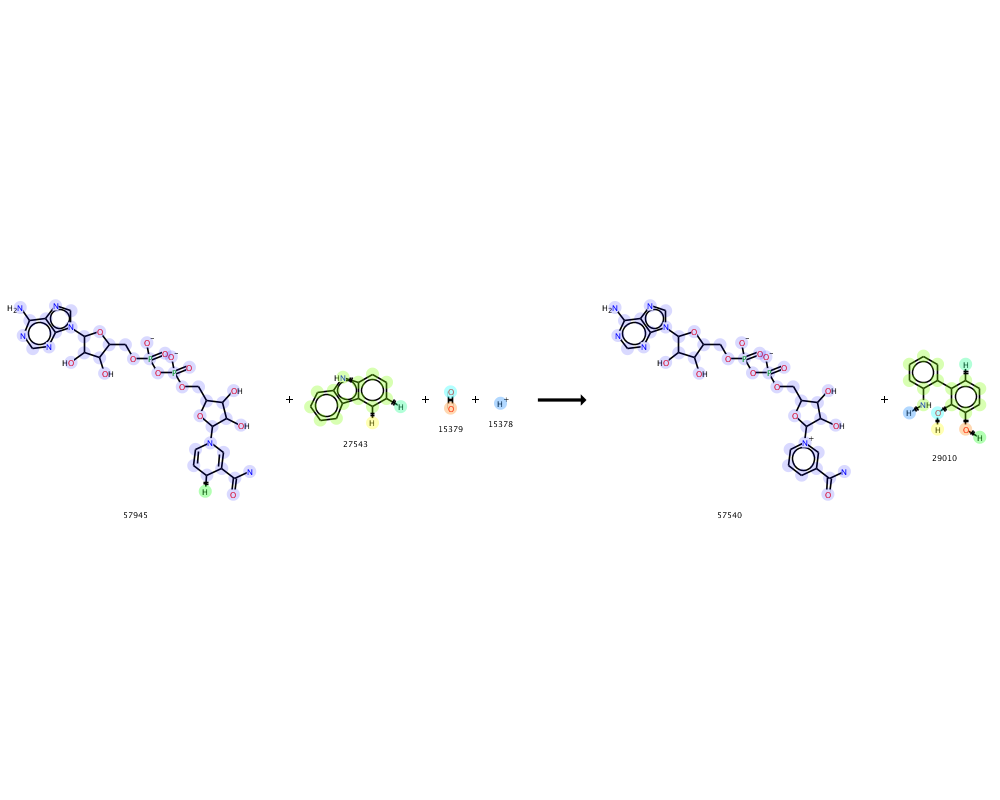 H₂N N N N N O HO OH O O⁻ P O O O⁻ P O O O OH OH N H N O
+
HN H H
27543
+
O O
15379
+
H⁺
15378
57945
H₂N N N N N O HO OH O O⁻ P O O O⁻ P O O O OH OH N⁺ N O
57540
+
H NH H O H O H
29010